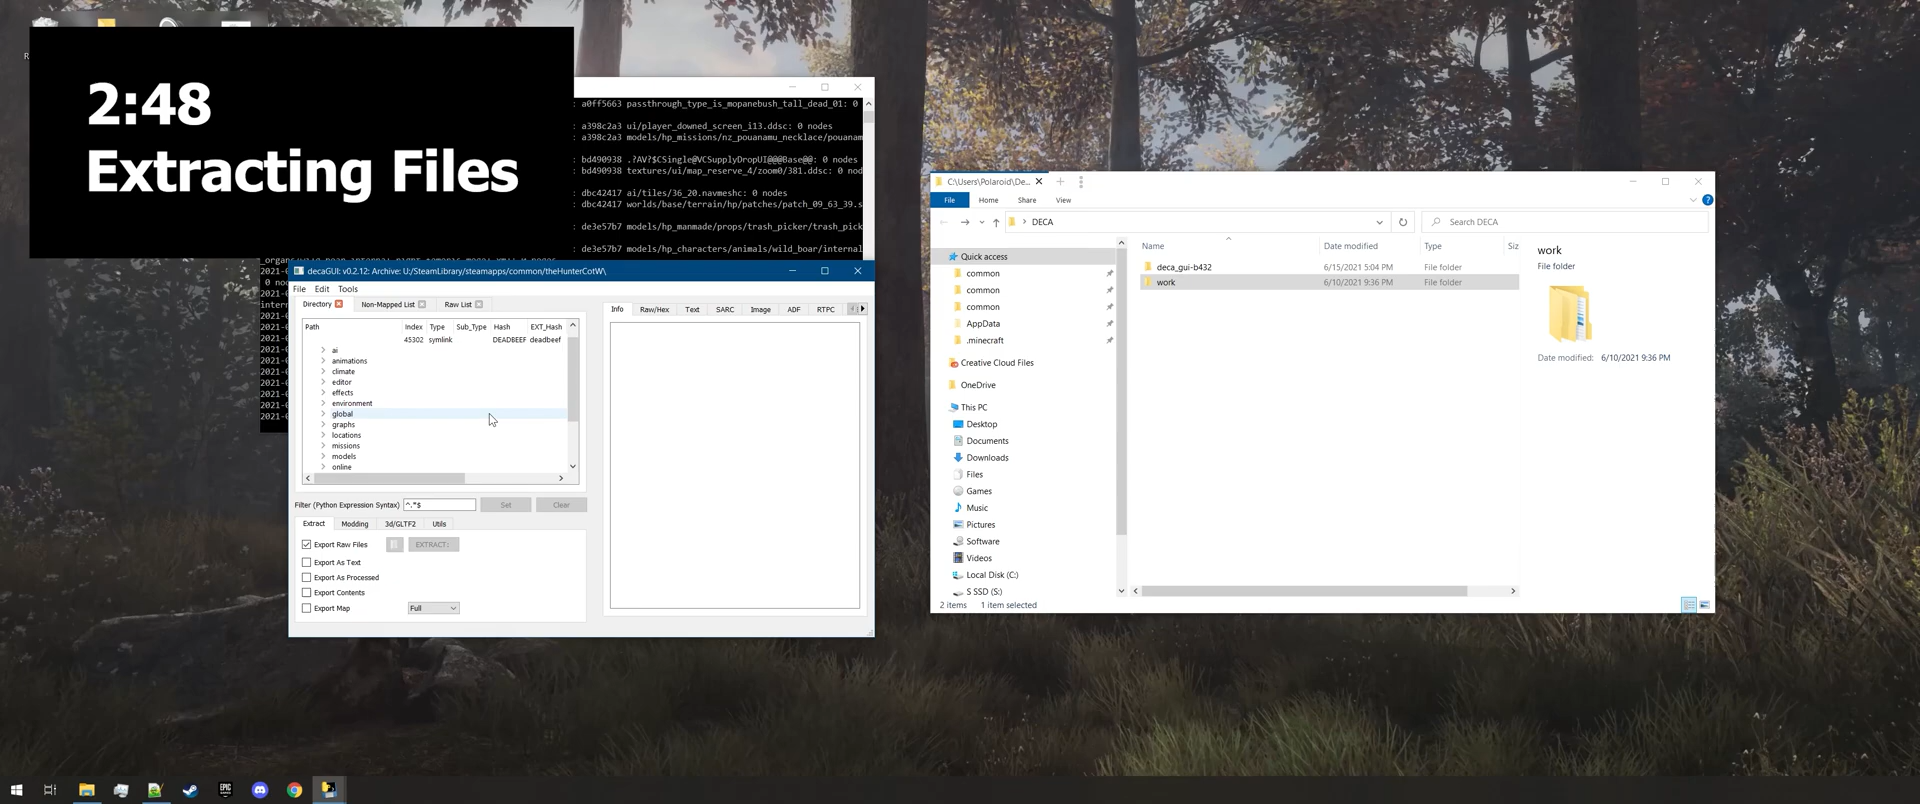 2:48
Extracting Files
: a0ff5663 passthrough_type_is_mopanebush_tall_dead_01: 0
: a398c2a3 ui/player_downed_screen_i13.ddsc: 0 nodes
: a398c2a3 models/hp_missions/nz_pouanamu_necklace/pouanam
: bd490938 .?AV?$CSingle@VCSupplyDropUI@@@Base@@: 0 nodes
: bd490938 textures/ui/map_reserve_4/zoom0/381.ddsc: 0 nod
: dbc42417 ai/tiles/36_20.navmeshc: 0 nodes
: dbc42417 worlds/base/terrain/hp/patches/patch_09_63_39.s
: de3e57b7 models/hp_manmade/props/trash_picker/trash_pick
: de3e57b7 models/hp_characters/animals/wild_boar/internal
decaGUI: v0.2.12: Archive: U:/SteamLibrary/steamapps/common/theHunterCotW\
File Edit Tools
Directory Non-Mapped List Raw List
Path Index Type Sub_Type Hash EXT_Hash
45302 symlink DEADBEEF deadbeef
ai
animations
climate
editor
effects
environment
global
graphs
locations
missions
models
online
Filter (Python Expression Syntax) ^.*$ Set Clear
Extract Modding 3d/GLTF2 Utils
Export Raw Files EXTRACT:
Export As Text
Export As Processed
Export Contents
Export Map Full
Info Raw/Hex Text SARC Image ADF RTPC
C:\Users\Polaroid\De...
File Home Share View
DECA
Search DECA
Quick access
common
common
common
AppData
.minecraft
Creative Cloud Files
OneDrive
This PC
Desktop
Documents
Downloads
Files
Games
Music
Pictures
Software
Videos
Local Disk (C:)
S SSD (S:)
Name Date modified Type Siz
deca_gui-b432 6/15/2021 5:04 PM File folder
work 6/10/2021 9:36 PM File folder
work
File folder
Date modified: 6/10/2021 9:36 PM
2 items 1 item selected